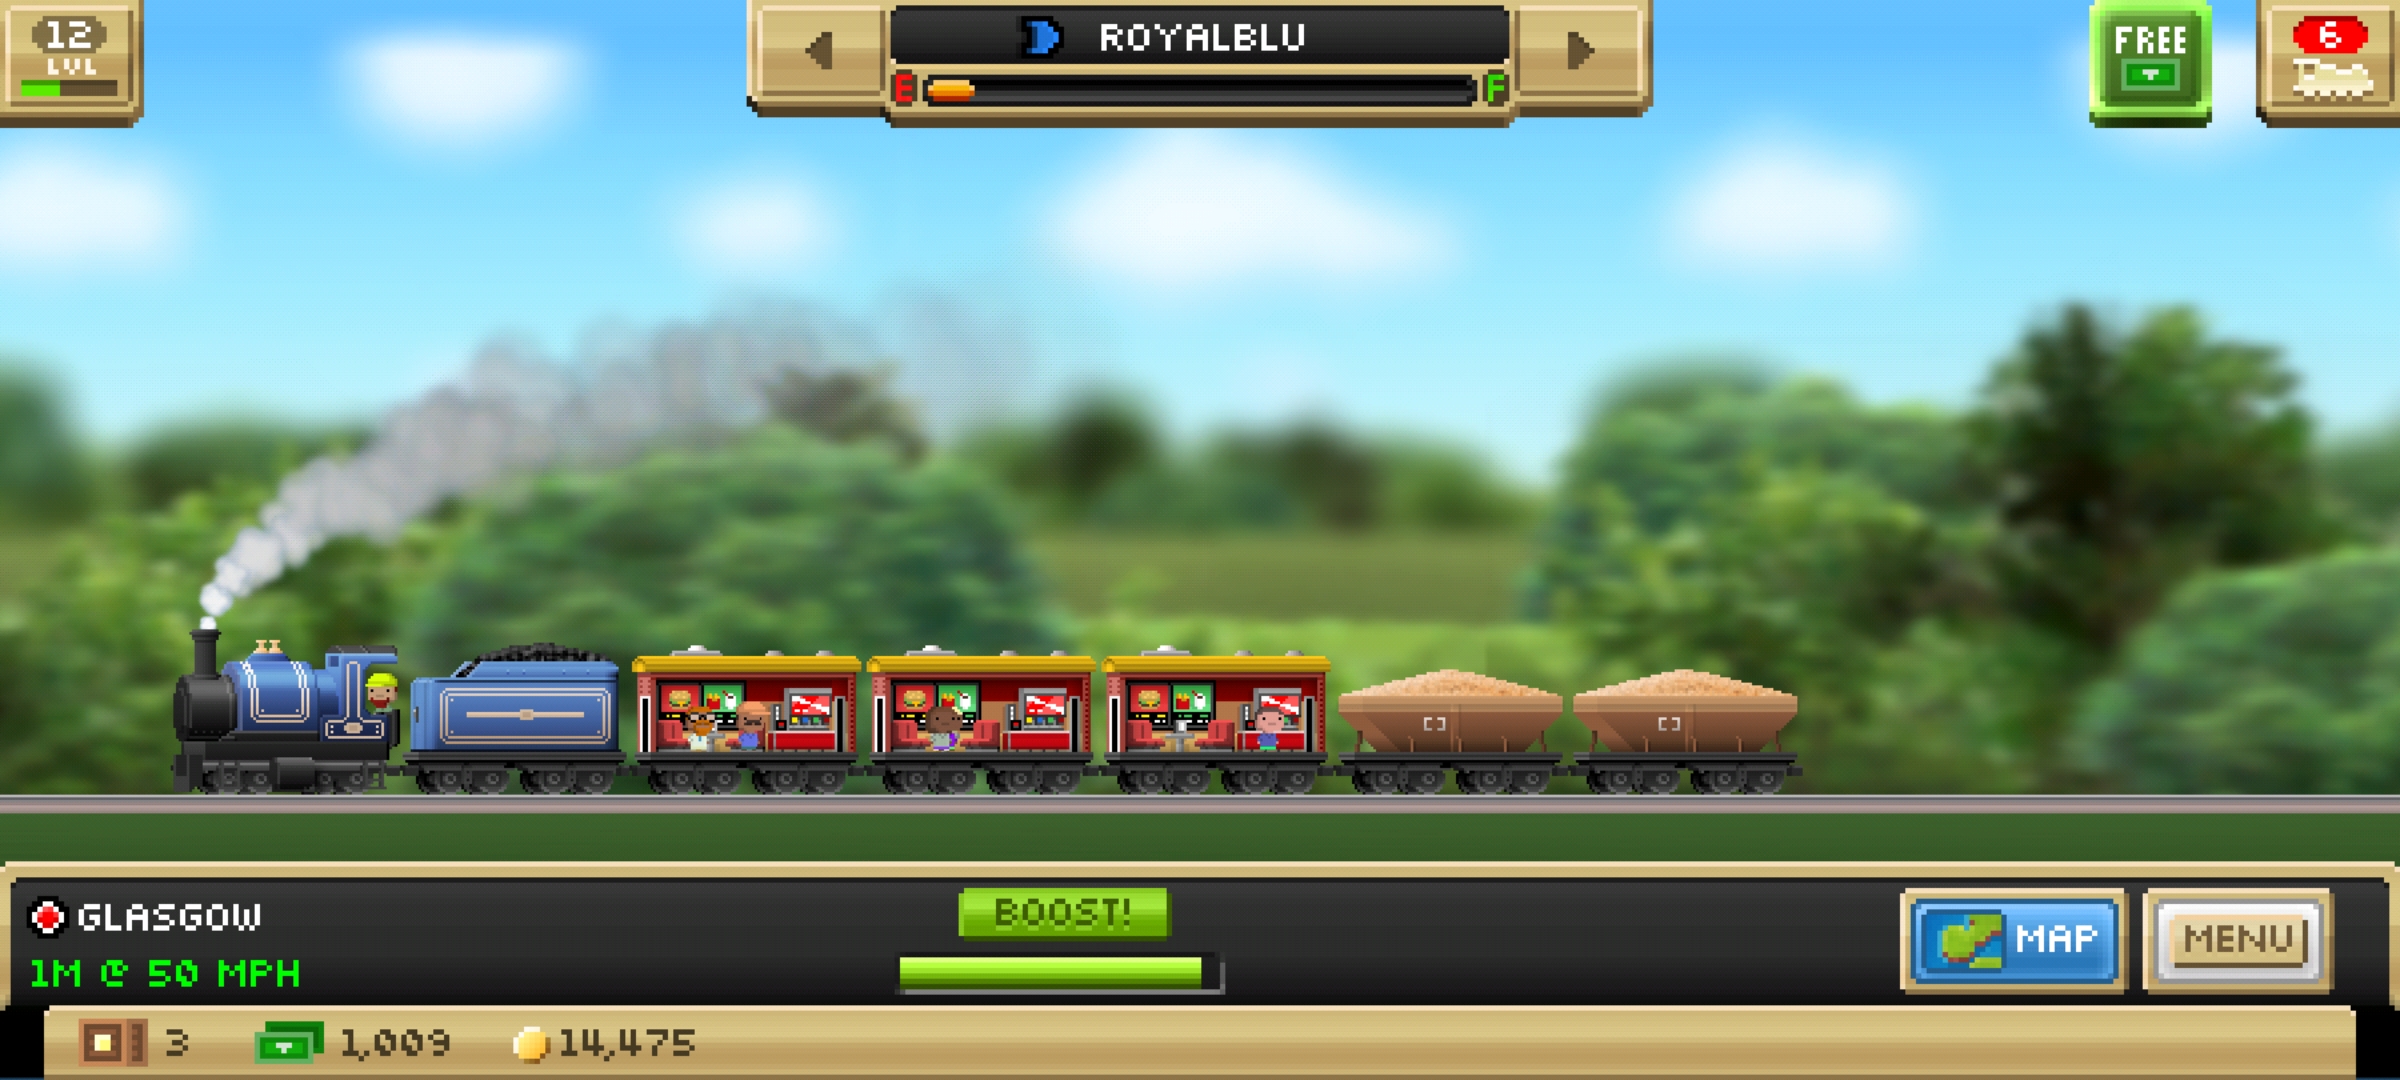 12
LVL
ROYALBLU
E F
FREE
6
GLASGOW
1M @ 50 MPH
BOOST!
MAP
MENU
3 1,009 14,475